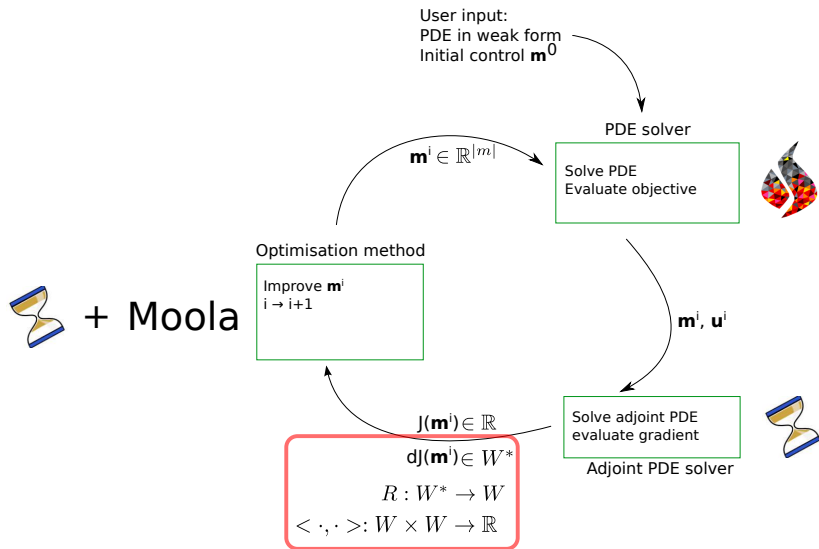 User input:
PDE in weak form
Initial control m⁰
PDE solver
Solve PDE
Evaluate objective
mⁱ ∈ ℝ^{|m|}
Optimisation method
Improve mⁱ
i → i+1
+ Moola
mⁱ, uⁱ
Solve adjoint PDE
evaluate gradient
Adjoint PDE solver
J(mⁱ) ∈ ℝ
dJ(mⁱ) ∈ W*
R : W* → W
< ·, · >: W × W → ℝ